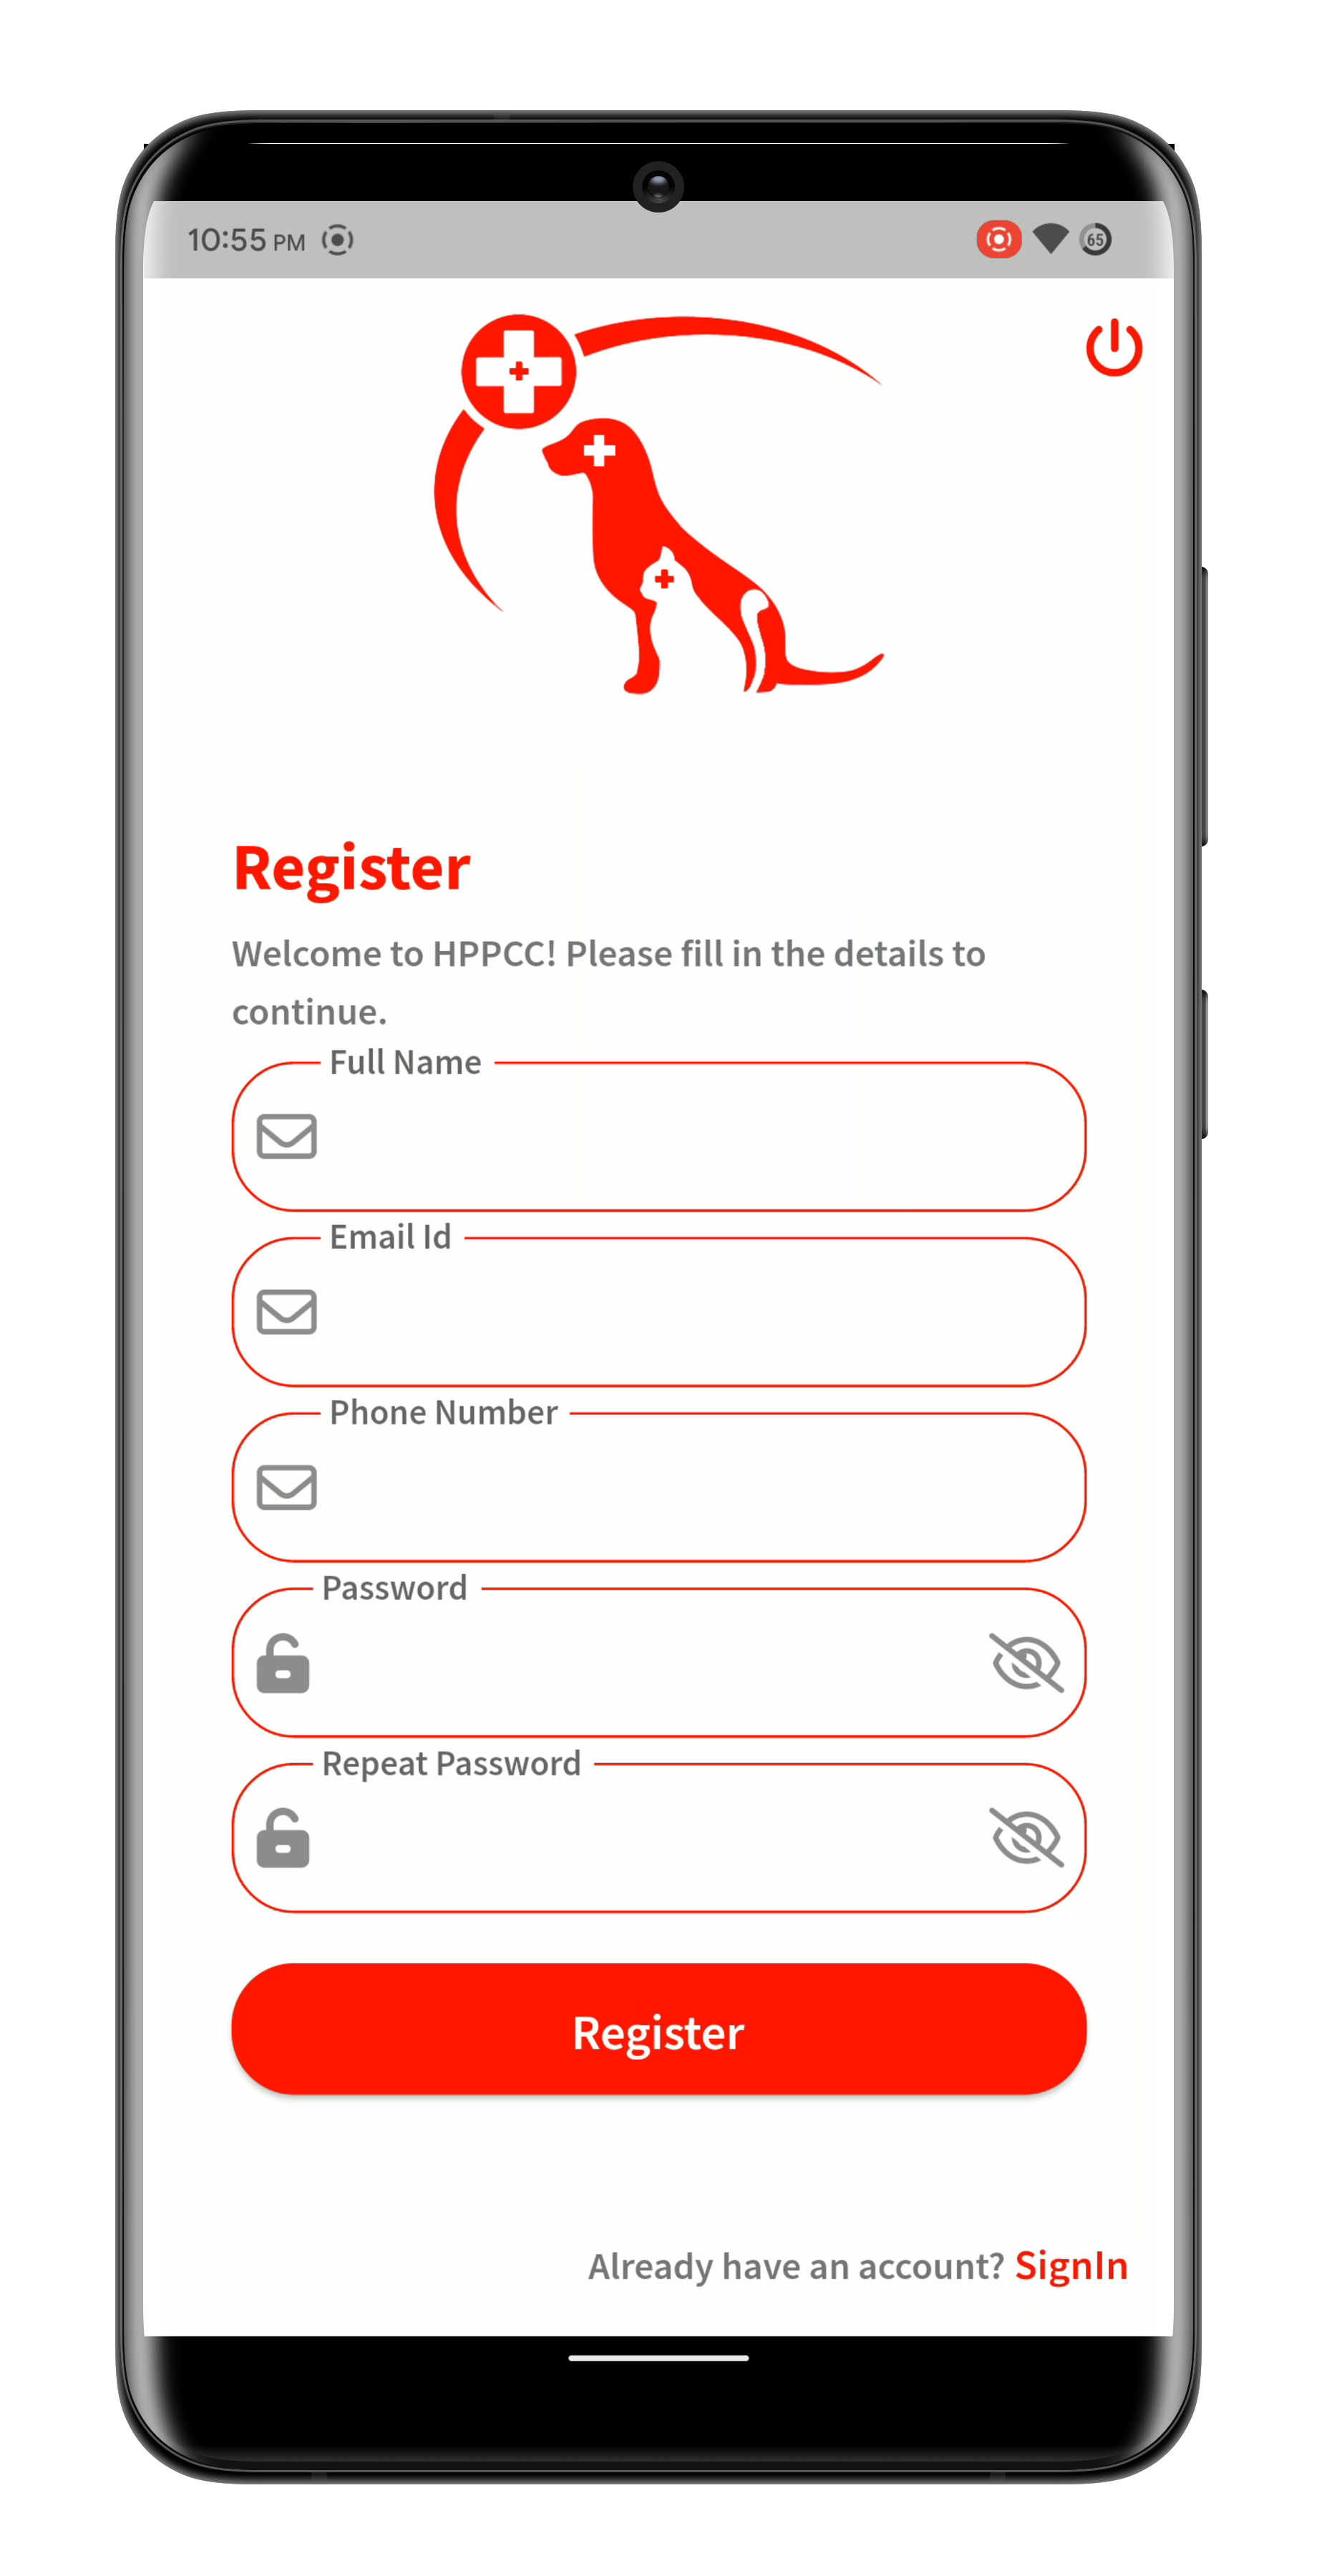 10:55 PM
65
Register
Welcome to HPPCC! Please fill in the details to
continue.
Full Name
Email Id
Phone Number
Password
Repeat Password
Register
Already have an account? SignIn